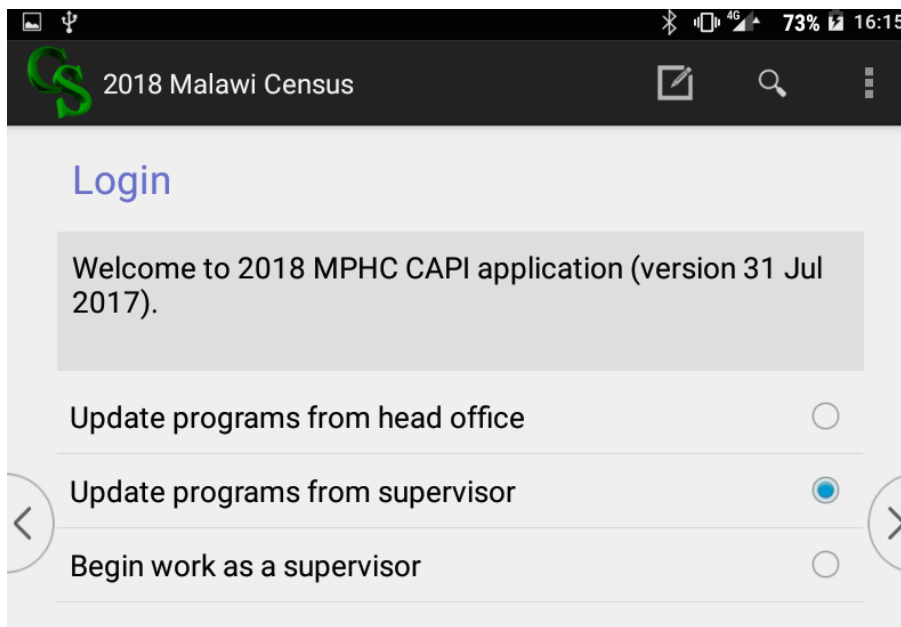 4G 73% 16:15
CS 2018 Malawi Census
Login
Welcome to 2018 MPHC CAPI application (version 31 Jul
2017).
Update programs from head office
Update programs from supervisor
Begin work as a supervisor